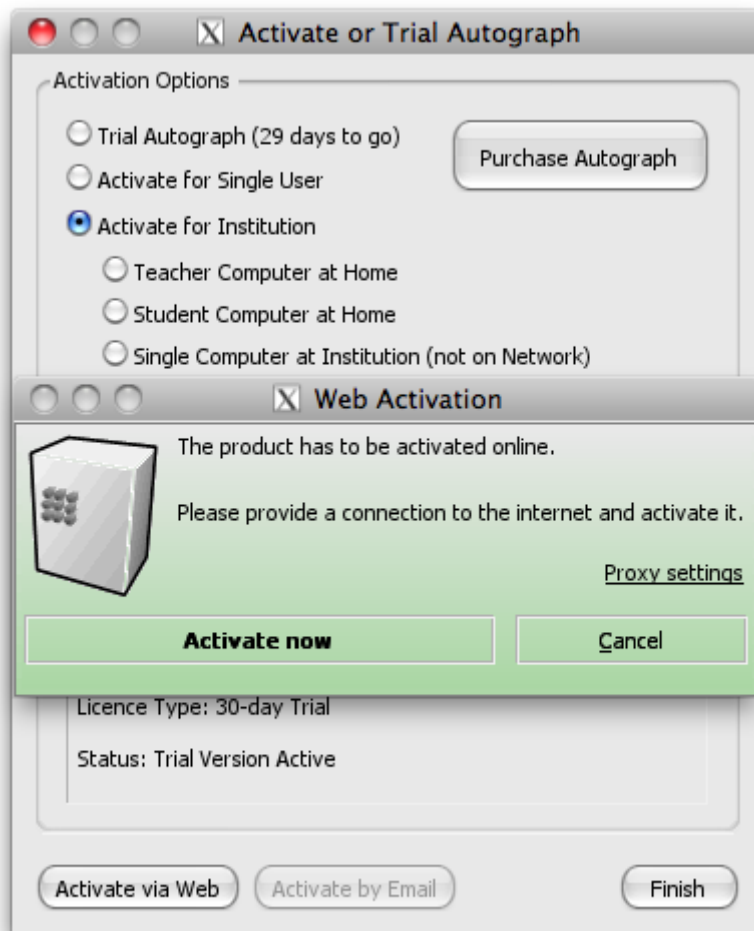 Activate or Trial Autograph
Activation Options
Trial Autograph (29 days to go)
Purchase Autograph
Activate for Single User
Activate for Institution
Teacher Computer at Home
Student Computer at Home
Single Computer at Institution (not on Network)
Web Activation
The product has to be activated online.
Please provide a connection to the internet and activate it.
Proxy settings
Activate now Cancel
Licence Type: 30-day Trial
Status: Trial Version Active
Activate via Web Activate by Email Finish